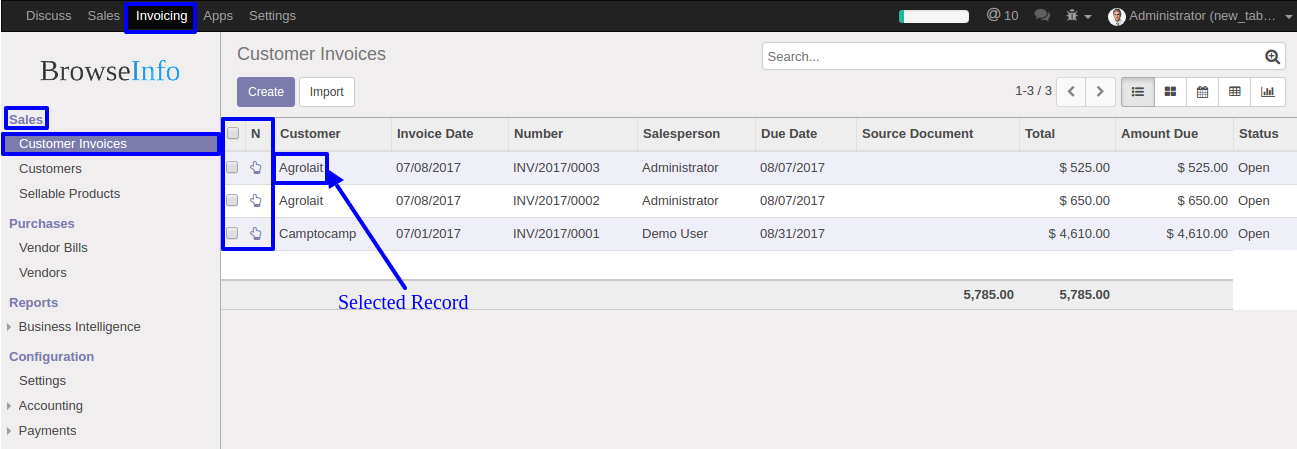 Discuss Sales Invoicing Apps Settings @ 10 Administrator (new_tab…
BrowseInfo
Sales
Customer Invoices
Customers
Sellable Products
Purchases
Vendor Bills
Vendors
Reports
Business Intelligence
Configuration
Settings
Accounting
Payments
Customer Invoices
Search...
Create Import 1-3 / 3
N Customer Invoice Date Number Salesperson Due Date Source Document Total Amount Due Status
Agrolait 07/08/2017 INV/2017/0003 Administrator 08/07/2017 $ 525.00 $ 525.00 Open
Agrolait 07/08/2017 INV/2017/0002 Administrator 08/07/2017 $ 650.00 $ 650.00 Open
Camptocamp 07/01/2017 INV/2017/0001 Demo User 08/31/2017 $ 4,610.00 $ 4,610.00 Open
5,785.00 5,785.00
Selected Record